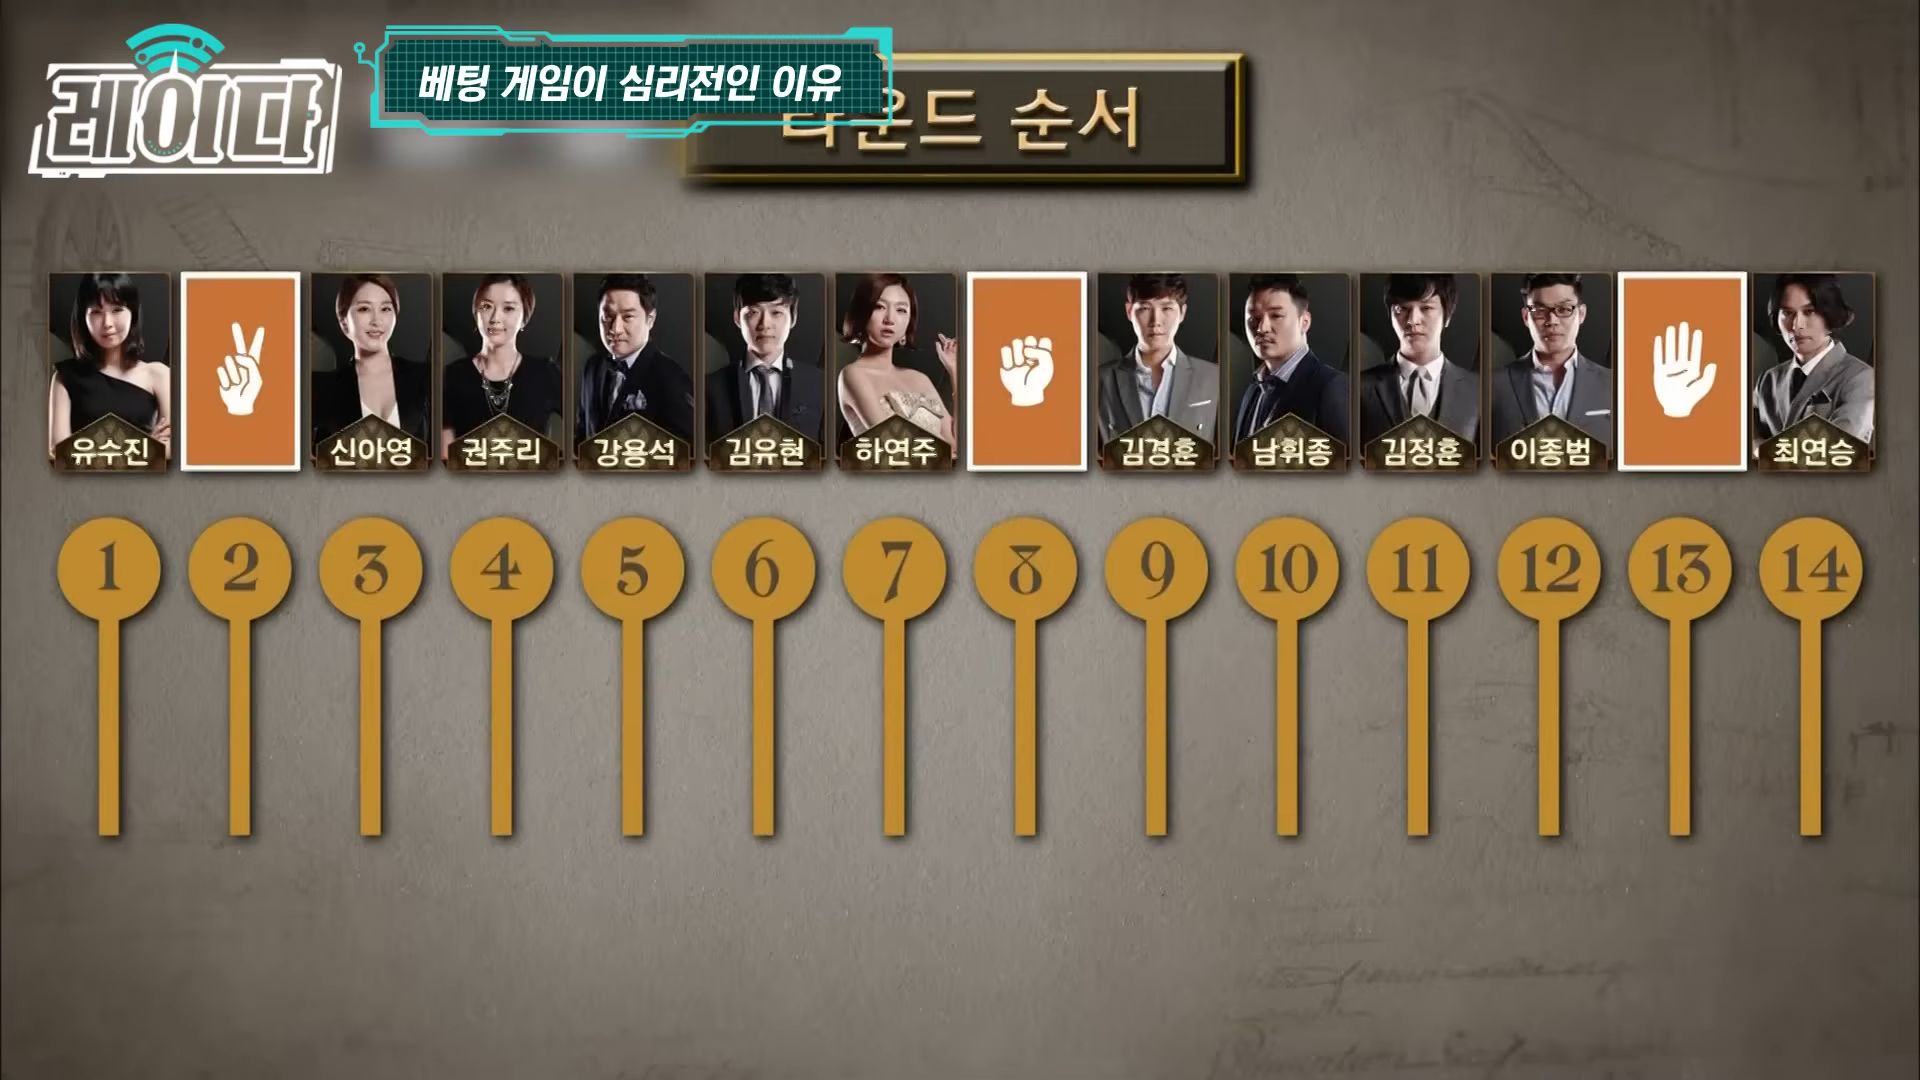 레이다
베팅 게임이 심리전인 이유
라운드 순서
유수진 신아영 권주리 강용석 김유현 하연주 김경훈 남휘종 김정훈 이종범 최연승
1 2 3 4 5 6 7 8 9 10 11 12 13 14